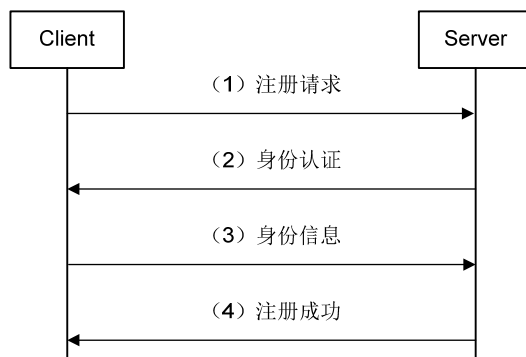 Client
Server
（1）注册请求
（2）身份认证
（3）身份信息
（4）注册成功